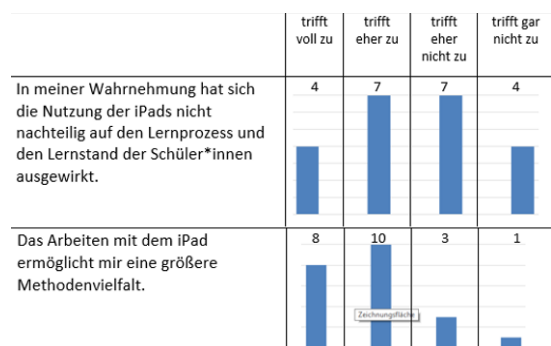 trifft voll zu
trifft eher zu
trifft eher nicht zu
trifft gar nicht zu
In meiner Wahrnehmung hat sich
die Nutzung der iPads nicht
nachteilig auf den Lernprozess und
den Lernstand der Schüler*innen
ausgewirkt.
4 7 7 4
Das Arbeiten mit dem iPad
ermöglicht mir eine größere
Methodenvielfalt.
8 10 3 1
Zeichnungsfläche